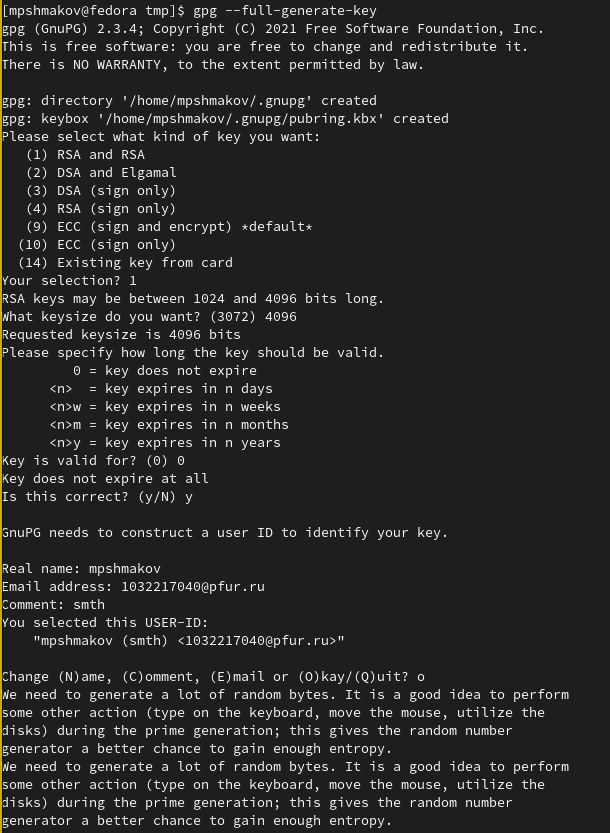 [mpshmakov@fedora tmp]$ gpg --full-generate-key
gpg (GnuPG) 2.3.4; Copyright (C) 2021 Free Software Foundation, Inc.
This is free software: you are free to change and redistribute it.
There is NO WARRANTY, to the extent permitted by law.

gpg: directory '/home/mpshmakov/.gnupg' created
gpg: keybox '/home/mpshmakov/.gnupg/pubring.kbx' created
Please select what kind of key you want:
   (1) RSA and RSA
   (2) DSA and Elgamal
   (3) DSA (sign only)
   (4) RSA (sign only)
   (9) ECC (sign and encrypt) *default*
  (10) ECC (sign only)
  (14) Existing key from card
Your selection? 1
RSA keys may be between 1024 and 4096 bits long.
What keysize do you want? (3072) 4096
Requested keysize is 4096 bits
Please specify how long the key should be valid.
         0 = key does not expire
      <n>  = key expires in n days
      <n>w = key expires in n weeks
      <n>m = key expires in n months
      <n>y = key expires in n years
Key is valid for? (0) 0
Key does not expire at all
Is this correct? (y/N) y

GnuPG needs to construct a user ID to identify your key.

Real name: mpshmakov
Email address: 1032217040@pfur.ru
Comment: smth
You selected this USER-ID:
    "mpshmakov (smth) <1032217040@pfur.ru>"

Change (N)ame, (C)omment, (E)mail or (O)kay/(Q)uit? o
We need to generate a lot of random bytes. It is a good idea to perform
some other action (type on the keyboard, move the mouse, utilize the
disks) during the prime generation; this gives the random number
generator a better chance to gain enough entropy.
We need to generate a lot of random bytes. It is a good idea to perform
some other action (type on the keyboard, move the mouse, utilize the
disks) during the prime generation; this gives the random number
generator a better chance to gain enough entropy.